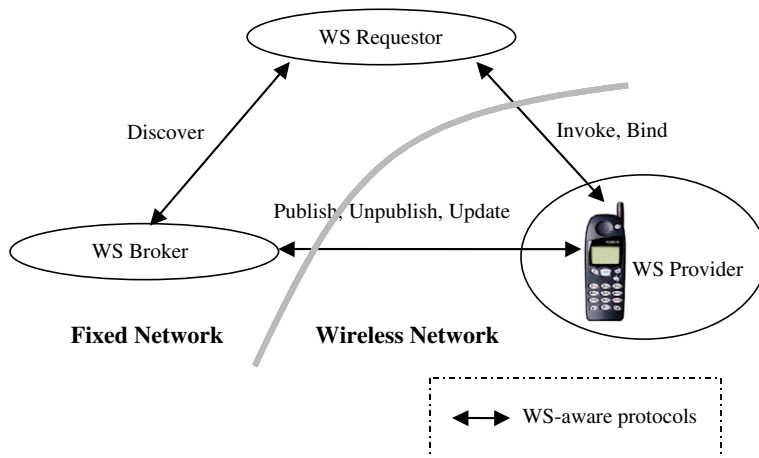 WS Requestor
Discover
Invoke, Bind
Publish, Unpublish, Update
WS Broker
WS Provider
Fixed Network
Wireless Network
WS-aware protocols